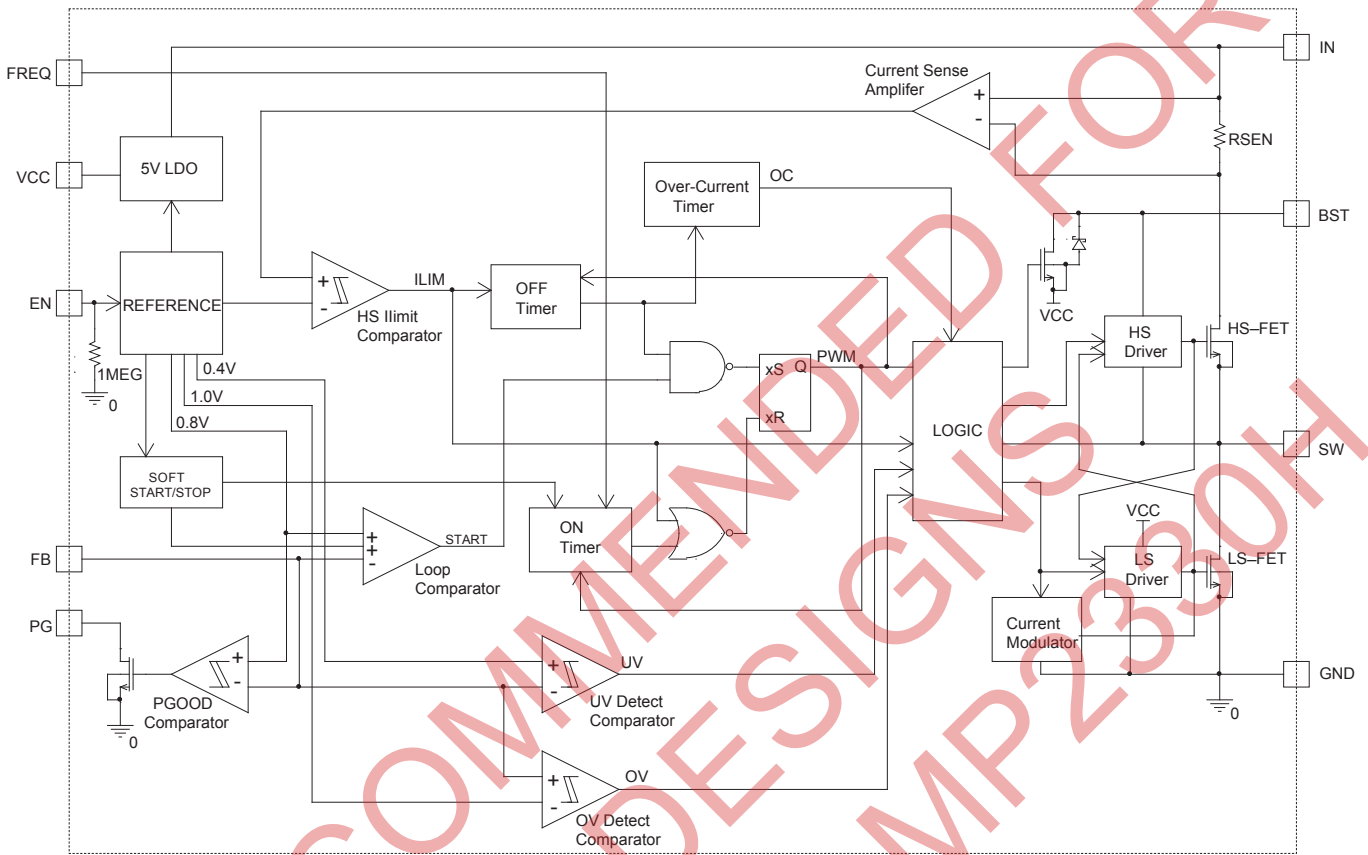 IN
FREQ
Current Sense
Amplifer
+
-
RSEN
5V LDO
VCC
Over-Current
Timer
OC
BST
EN
REFERENCE
+
-
ILIM
HS Ilimit
Comparator
OFF
Timer
VCC
HS
Driver
HS–FET
1MEG
0
0.4V
1.0V
0.8V
xS
Q
PWM
xR
LOGIC
SW
SOFT
START/STOP
ON
Timer
VCC
LS
Driver
LS–FET
FB
+
+
-
START
Loop
Comparator
PG
+
-
PGOOD
Comparator
0
+
-
UV
UV Detect
Comparator
Current
Modulator
GND
0
+
-
OV
OV Detect
Comparator
COMMENDED FOR
DESIGNS
MP2330H